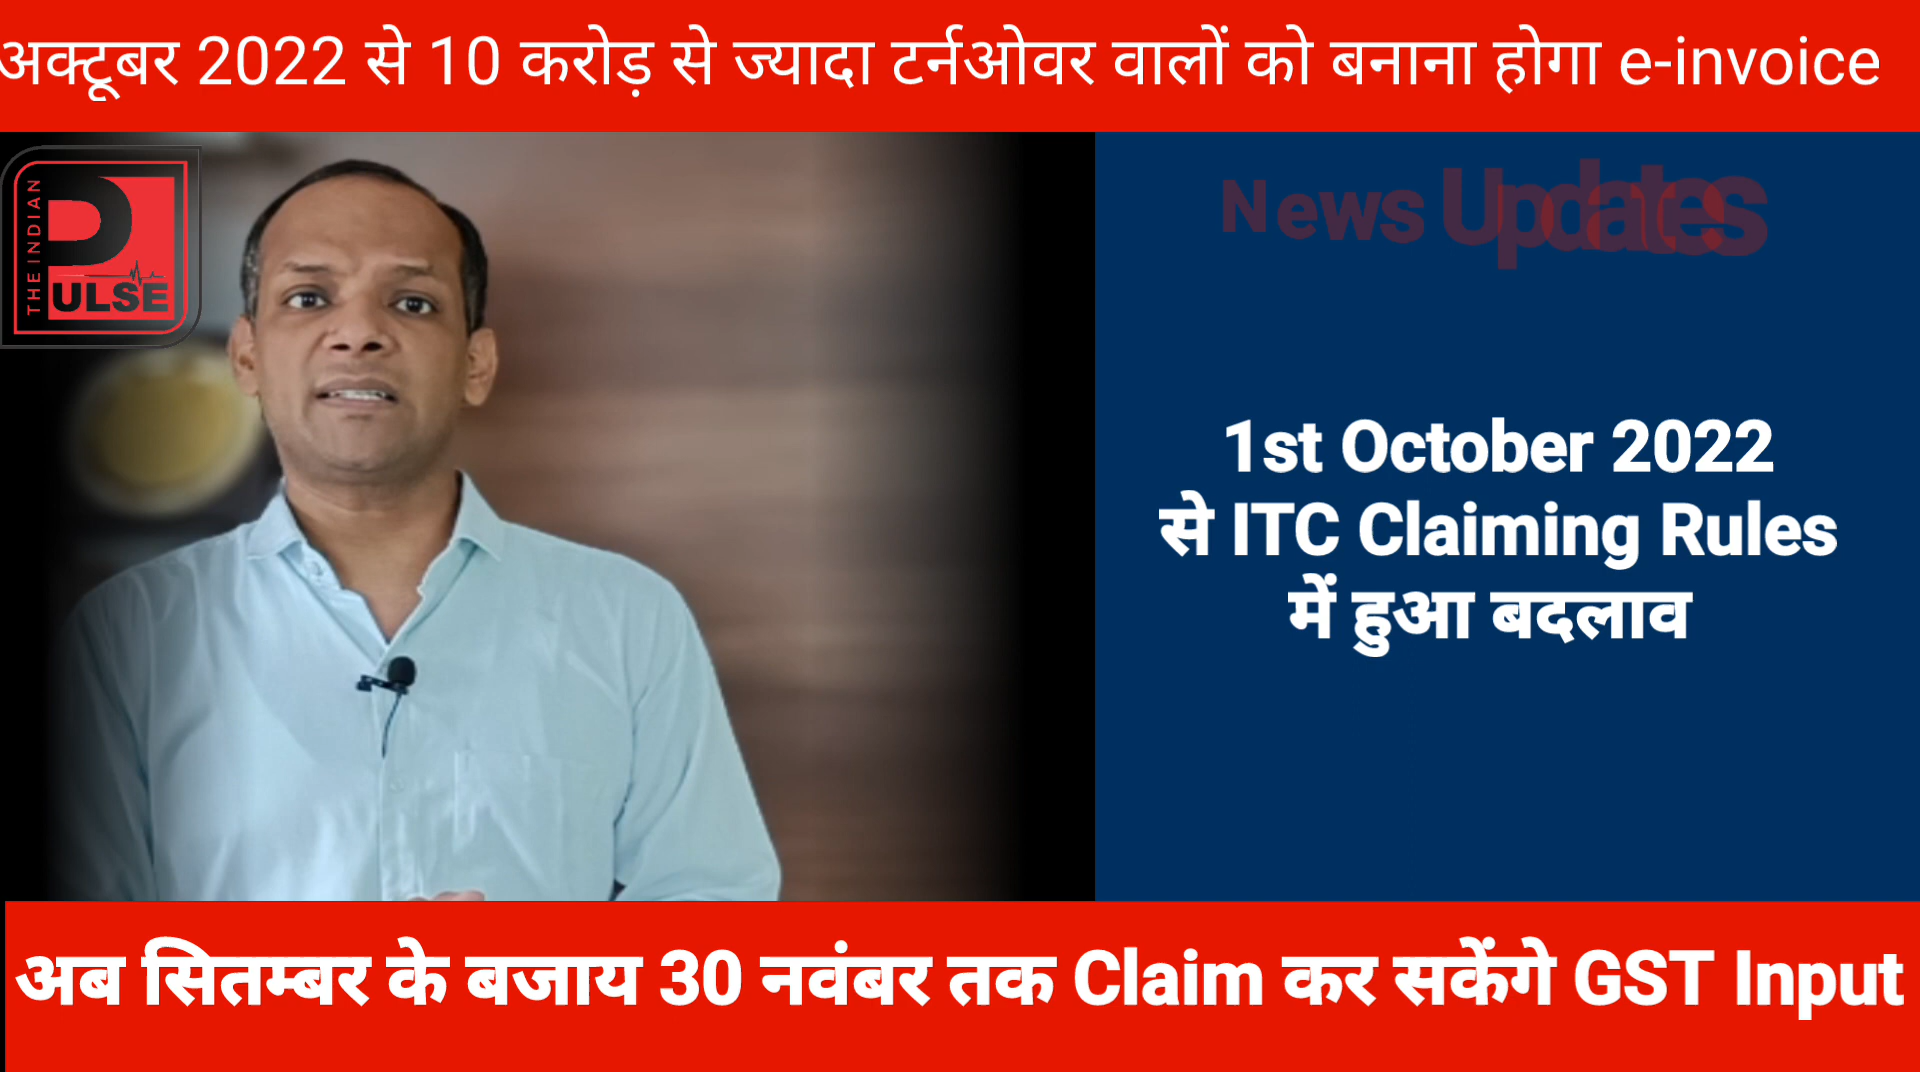 अक्टूबर 2022 से 10 करोड़ से ज्यादा टर्नओवर वालों को बनाना होगा e-invoice
THE INDIAN
PULSE
News Updates
1st October 2022
से ITC Claiming Rules
में हुआ बदलाव
अब सितम्बर के बजाय 30 नवंबर तक Claim कर सकेंगे GST Input